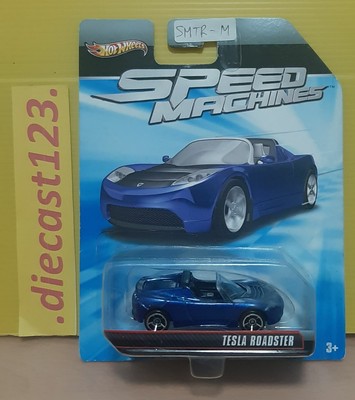 SMTR-M
HOT WHEELS
SPEED
MACHINES
.diecast123.
TESLA ROADSTER
3+